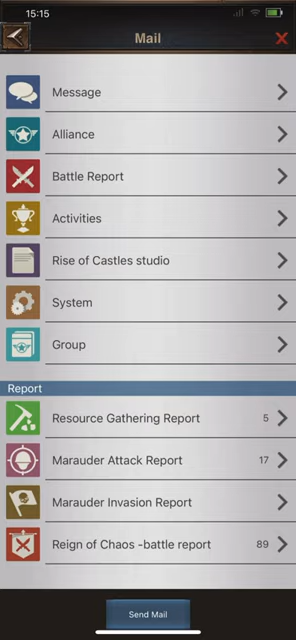 15:15
Mail
Message
Alliance
Battle Report
Activities
Rise of Castles studio
System
Group
Report
Resource Gathering Report 5
Marauder Attack Report 17
Marauder Invasion Report
Reign of Chaos -battle report 89
Send Mail